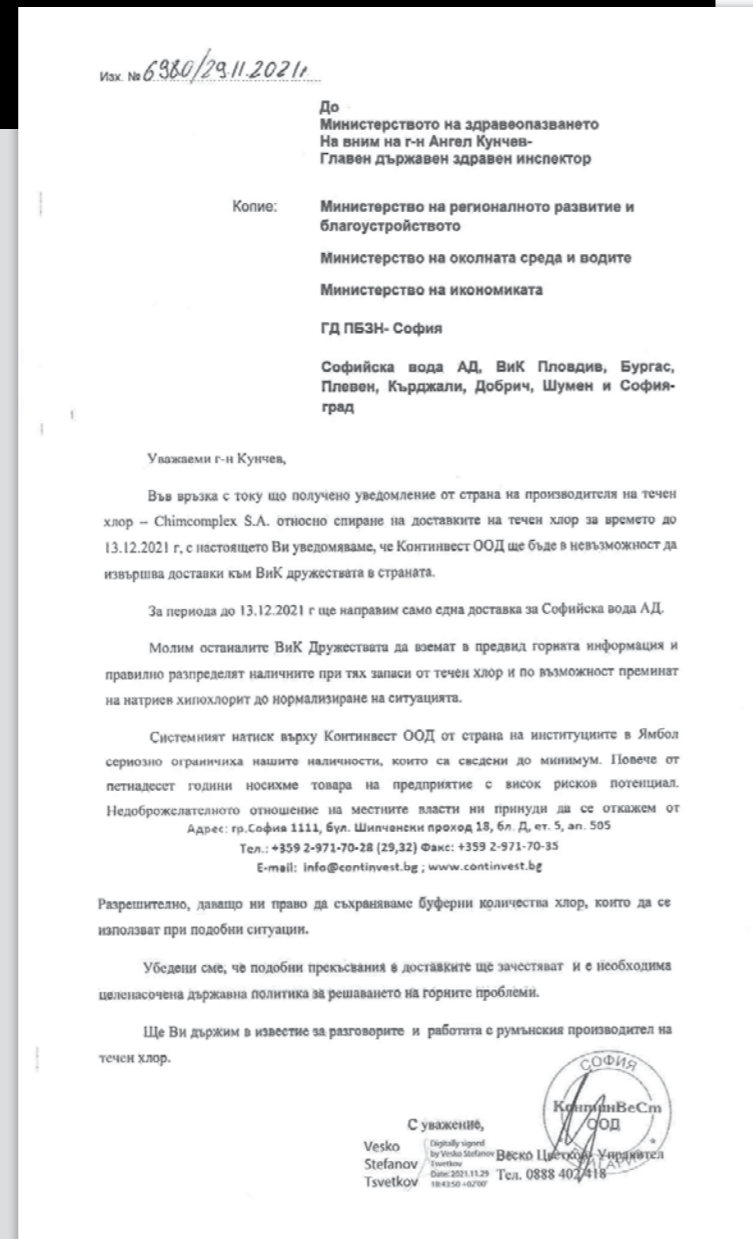 Изх. № 6980/29.11.2021г
До
Министерството на здравеопазването
На вним на г-н Ангел Кунчев-
Главен държавен здравен инспектор
Копие: Министерство на регионалното развитие и
благоустройството
Министерство на околната среда и водите
Министерство на икономиката
ГД ПБЗН- София
Софийска вода АД, ВиК Пловдив, Бургас,
Плевен, Кърджали, Добрич, Шумен и София-
град
Уважаеми г-н Кунчев,
Във връзка с току що получено уведомление от страна на производителя на течен
хлор – Chimcomplex S.A. относно спиране на доставките на течен хлор за времето до
13.12.2021 г, с настоящето Ви уведомяваме, че Континвест ООД ще бъде в невъзможност да
извършва доставки към ВиК дружествата в страната.
За периода до 13.12.2021 г ще направим само една доставка за Софийска вода АД.
Молим останалите ВиК Дружествата да вземат в предвид горната информация и
правилно разпределят наличните при тях запаси от течен хлор и по възможност преминат
на натриев хипохлорит до нормализиране на ситуацията.
Системният натиск върху Континвест ООД от страна на институциите в Ямбол
сериозно ограничиха нашите наличности, които са сведени до минимум. Повече от
петнадесет години носихме товара на предприятие с висок рисков потенциал.
Недоброжелателното отношение на местните власти ни принуди да се откажем от
Адрес: гр.София 1111, бул. Шипченски проход 18, бл. Д, ет. 5, ап. 505
Тел.: +359 2-971-70-28 (29,32) Факс: +359 2-971-70-35
E-mail: info@continvest.bg ; www.continvest.bg
Разрешително, даващо ни право да съхраняваме буферни количества хлор, които да се
използват при подобни ситуации.
Убедени сме, че подобни прекъсвания в доставките ще зачестяват и е необходима
целенасочена държавна политика за решаването на горните проблеми.
Ще Ви държим в известие за разговорите и работата с румънския производител на
течен хлор.
СОФИЯ
КонтинВеСт
ООД
С уважение,
Vesko
Stefanov
Tsvetkov
Digitally signed
by Vesko Stefanov
Tsvetkov
Date: 2021.11.29
18:43:50 +02'00'
Веско Цветков- Управител
Тел. 0888 402 418